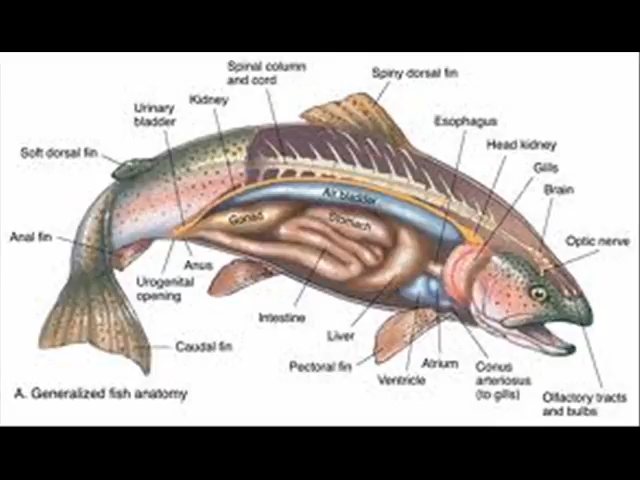 Spinal column
and cord
Spiny dorsal fin
Kidney
Urinary
bladder
Esophagus
Head kidney
Soft dorsal fin
Gills
Brain
Air bladder
Gonad
Stomach
Anal fin
Optic nerve
Anus
Urogenital
opening
Intestine
Liver
Caudal fin
Pectoral fin
Atrium
Ventricle
Conus
arteriosus
(to gills)
A. Generalized fish anatomy
Olfactory tracts
and bulbs